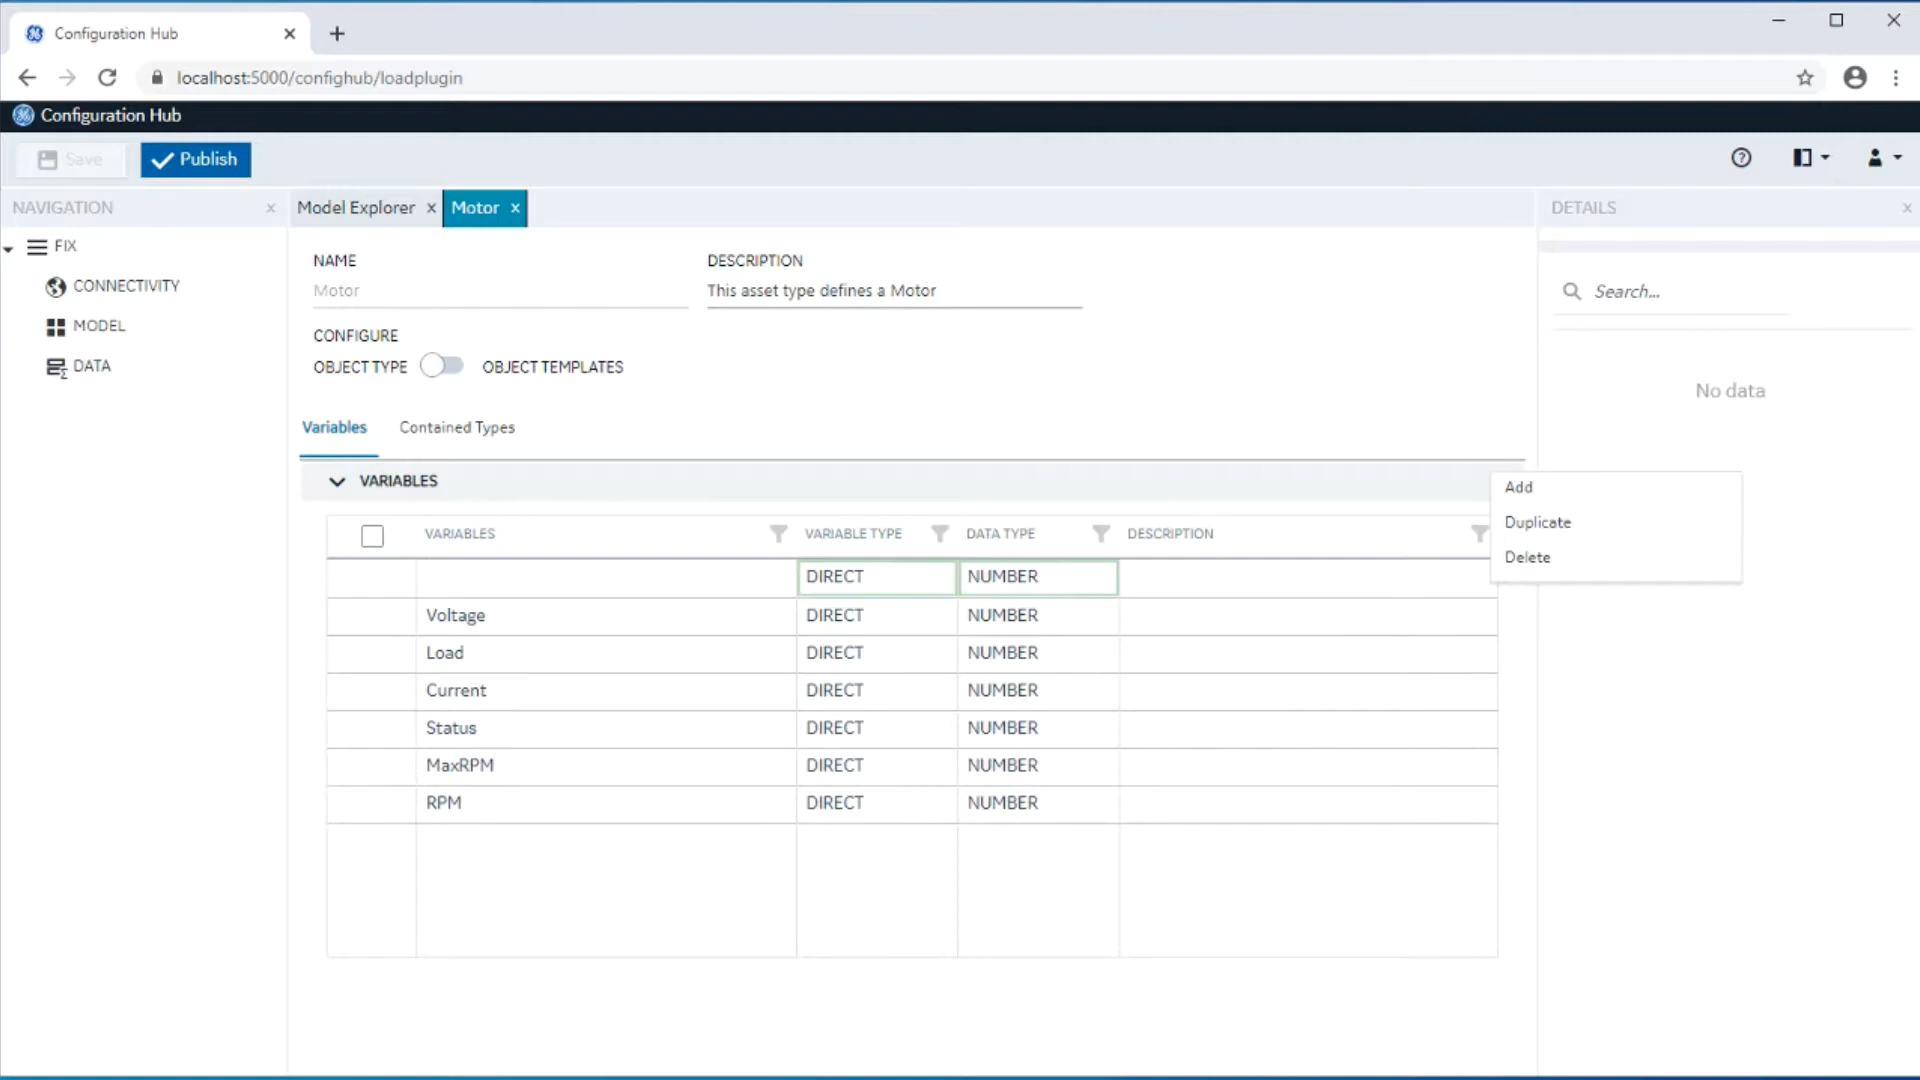 Configuration Hub
localhost:5000/confighub/loadplugin
Configuration Hub
Save
Publish
NAVIGATION
FIX
CONNECTIVITY
MODEL
DATA
Model Explorer
Motor
NAME
DESCRIPTION
Motor
This asset type defines a Motor
CONFIGURE
OBJECT TYPE OBJECT TEMPLATES
Variables Contained Types
VARIABLES
VARIABLES VARIABLE TYPE DATA TYPE DESCRIPTION
DIRECT NUMBER
Voltage DIRECT NUMBER
Load DIRECT NUMBER
Current DIRECT NUMBER
Status DIRECT NUMBER
MaxRPM DIRECT NUMBER
RPM DIRECT NUMBER
Add
Duplicate
Delete
DETAILS
Search...
No data